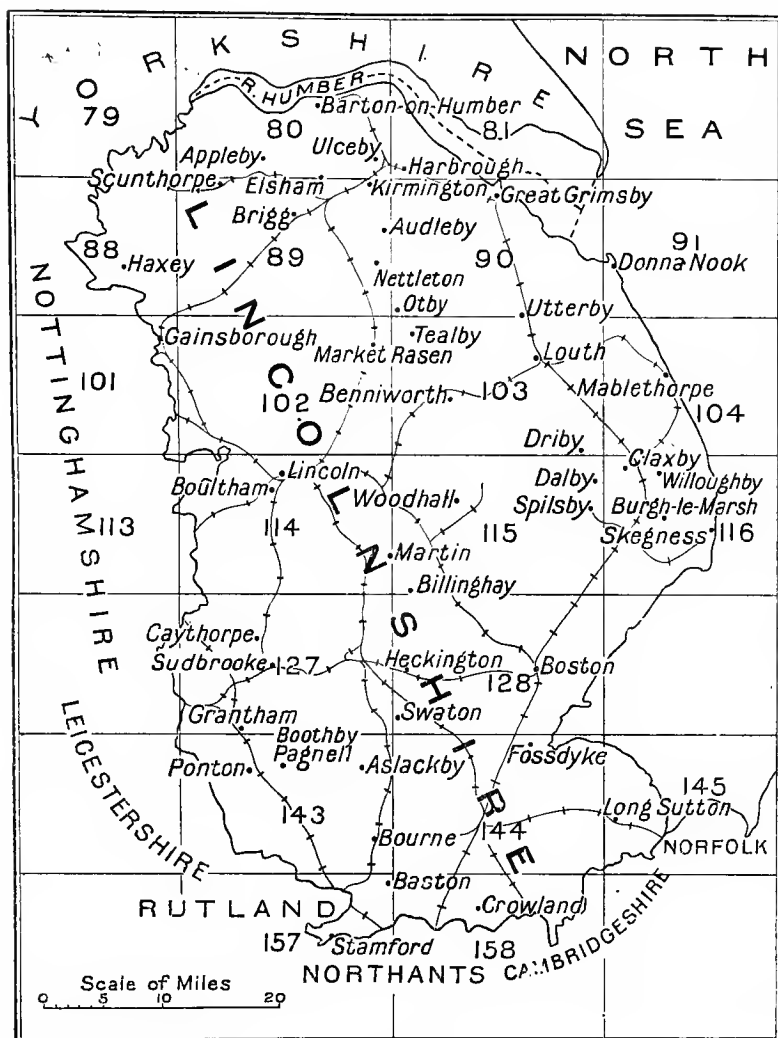 YORKSHIRE
NORTH
SEA
R. HUMBER
79
80
81
Barton-on-Humber
Appleby
Ulceby
Harbrough
Scunthorpe
Elsham
Kirmington
Great Grimsby
Brigg
Audleby
88
89
90
91
Haxey
Nettleton
Donna Nook
Otby
Utterby
Gainsborough
Tealby
Market Rasen
Louth
101
102
Benniworth
103
Mablethorpe
104
Driby
Claxby
Lincoln
Dalby
Willoughby
Boultham
Woodhall
Spilsby
Burgh-le-Marsh
113
114
115
Skegness
116
Martin
Billinghay
LINCOLNSHIRE
NOTTINGHAMSHIRE
Caythorpe
Sudbrooke
127
Heckington
128
Boston
Grantham
Swaton
LEICESTERSHIRE
Boothby
Pagnell
Fossdyke
Ponton
Aslackby
143
144
145
Long Sutton
Bourne
NORFOLK
Baston
RUTLAND
Crowland
157
Stamford
158
NORTHANTS
CAMBRIDGESHIRE
Scale of Miles
0 10 20